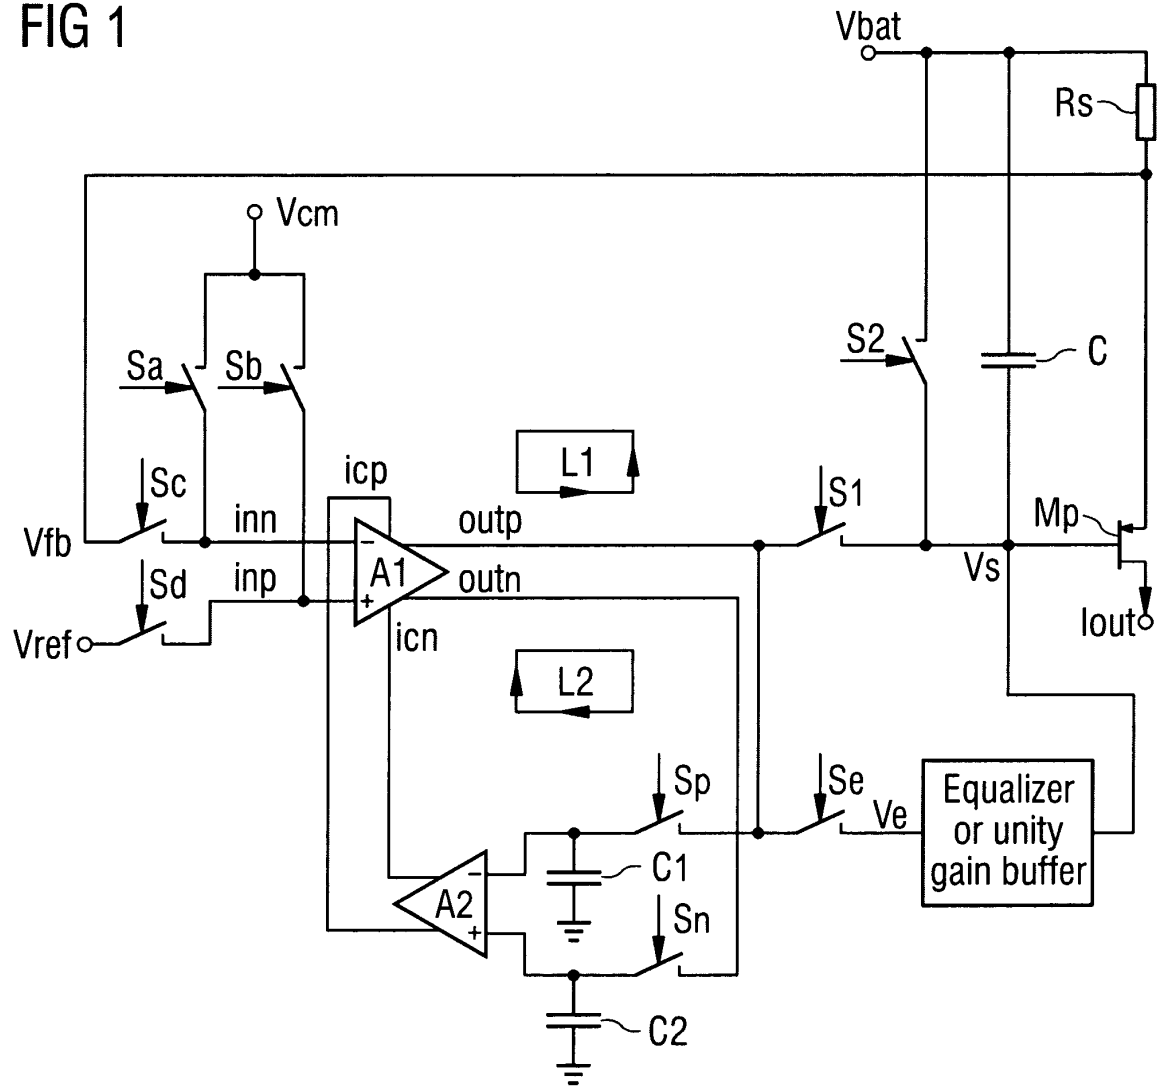 FIG 1
Vbat
Rs
Vcm
Sa
Sb
S2
C
L1
icp
Sc
S1
Mp
Vfb
inn
outp
−
A1
Vs
Sd
inp
outn
+
Iout
Vref
icn
L2
Sp
Se
Ve
Equalizer
or unity
gain buffer
−
C1
A2
Sn
+
C2